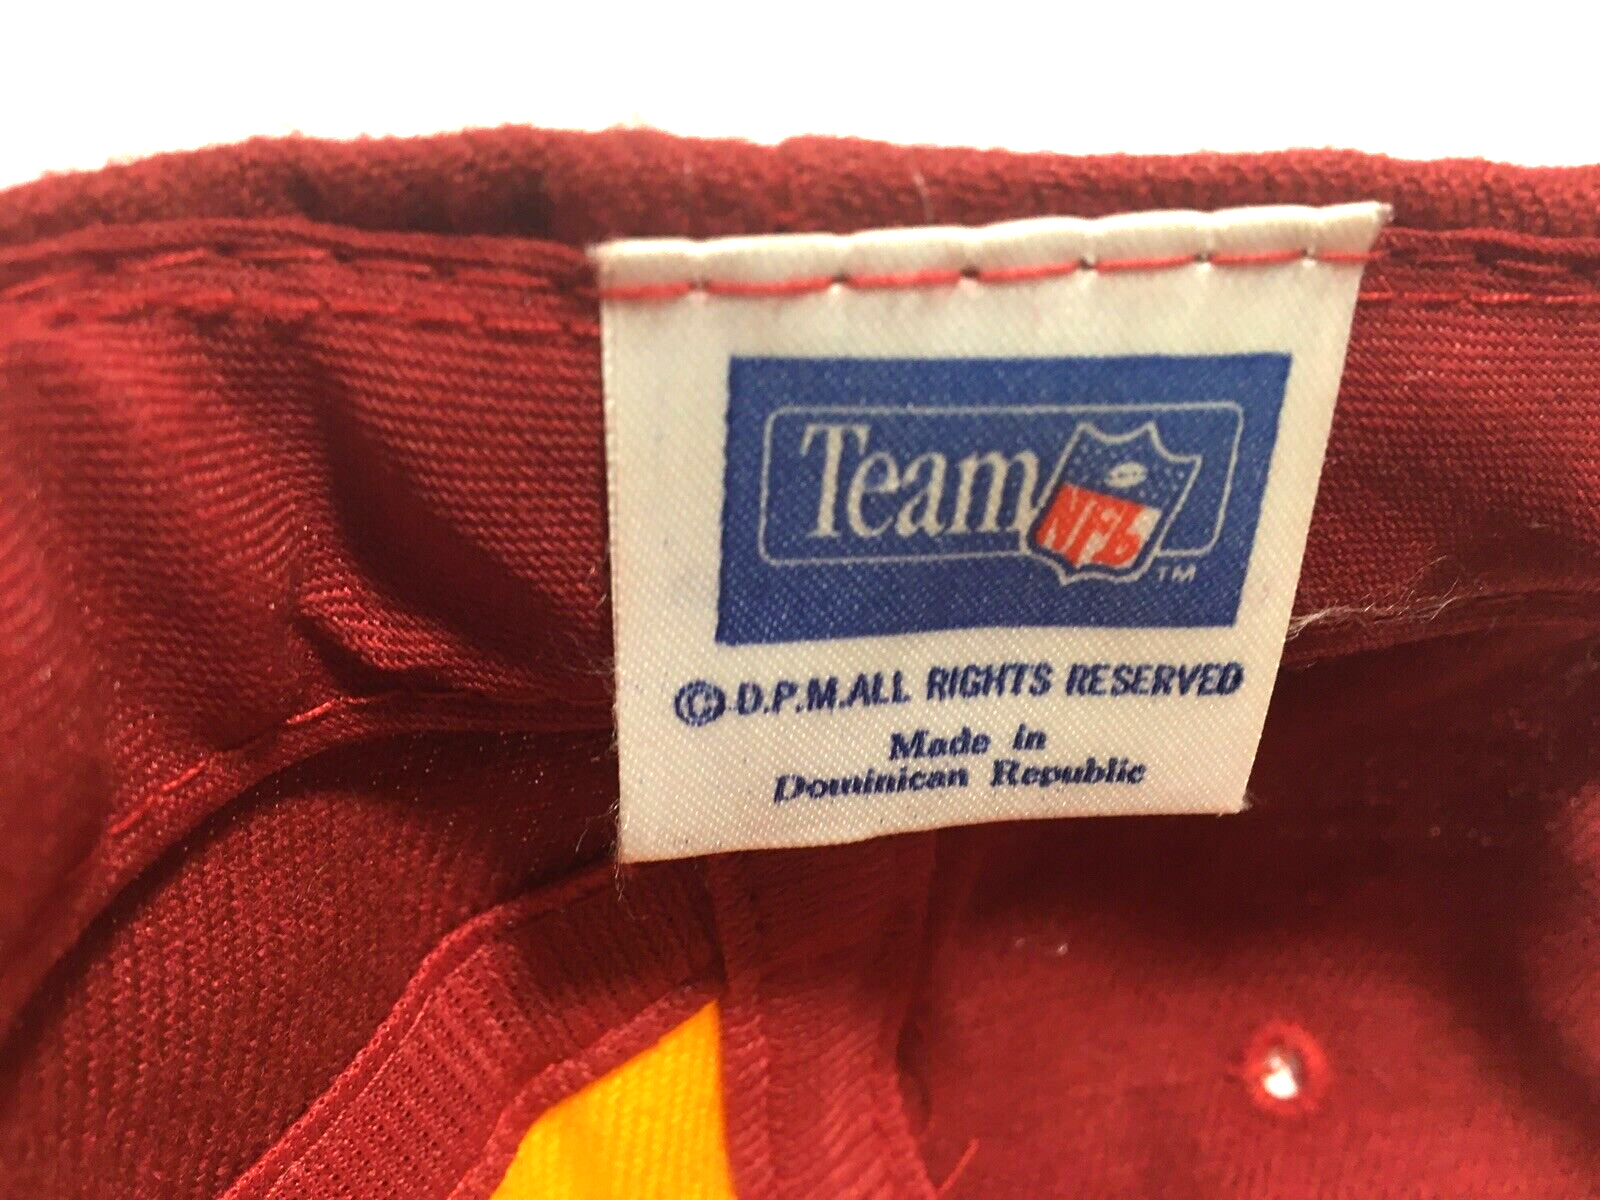 Team NFL TM
© D.P.M. ALL RIGHTS RESERVED
Made in
Dominican Republic